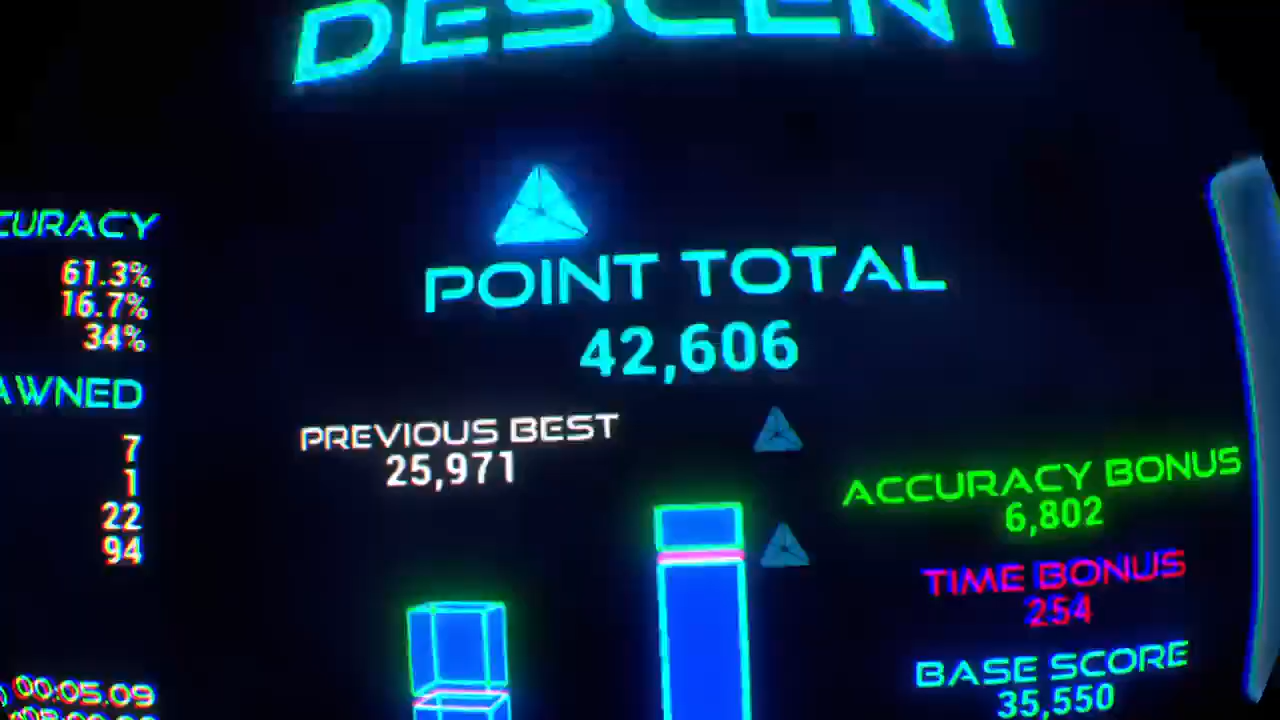 DESCENT
CURACY
61.3%
16.7%
34%
AWNED
7
1
22
94
00:05.09
POINT TOTAL
42,606
PREVIOUS BEST
25,971
ACCURACY BONUS
6,802
TIME BONUS
254
BASE SCORE
35,550